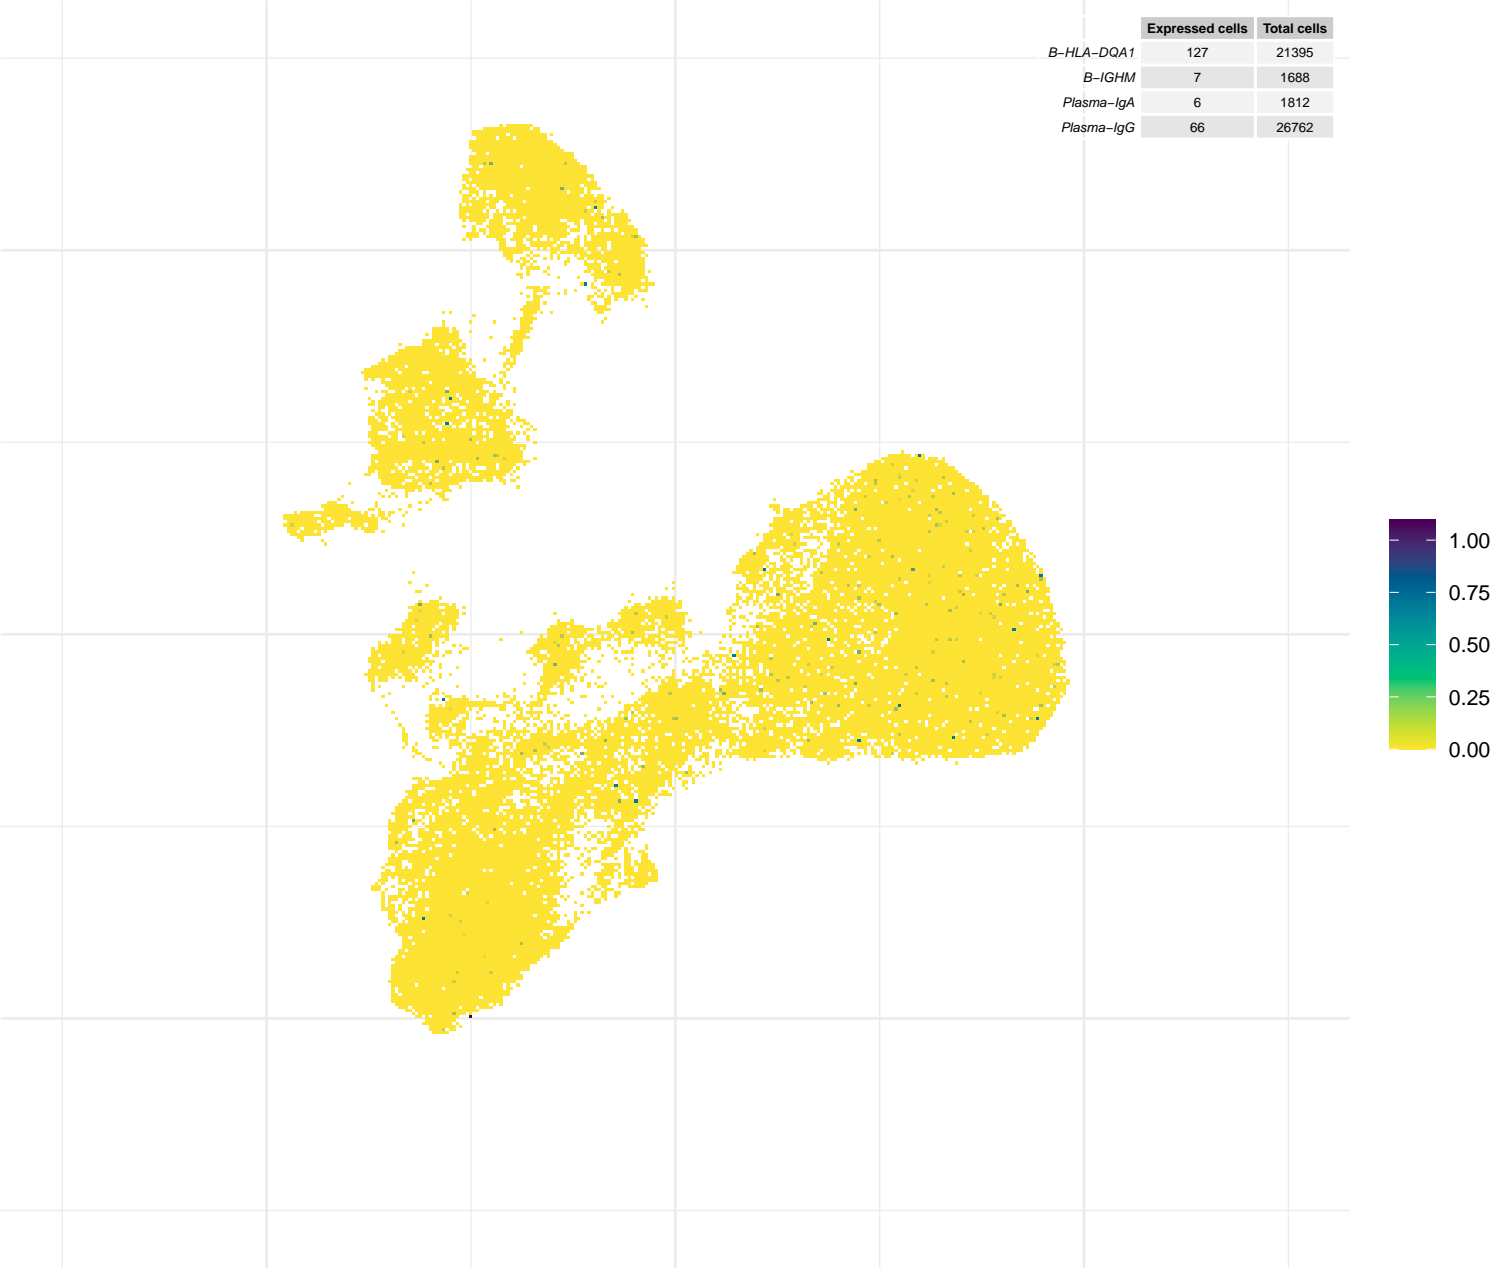 Expressed cells Total cells
B−HLA−DQA1 127 21395
B−IGHM 7 1688
Plasma−IgA 6 1812
Plasma−IgG 66 26762
1.00
0.75
0.50
0.25
0.00